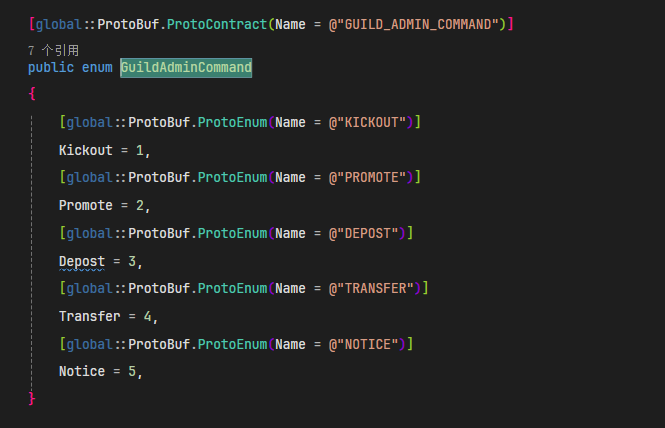 [global::ProtoBuf.ProtoContract(Name = @"GUILD_ADMIN_COMMAND")]
7 个引用
public enum GuildAdminCommand
{
[global::ProtoBuf.ProtoEnum(Name = @"KICKOUT")]
Kickout = 1,
[global::ProtoBuf.ProtoEnum(Name = @"PROMOTE")]
Promote = 2,
[global::ProtoBuf.ProtoEnum(Name = @"DEPOST")]
Depost = 3,
[global::ProtoBuf.ProtoEnum(Name = @"TRANSFER")]
Transfer = 4,
[global::ProtoBuf.ProtoEnum(Name = @"NOTICE")]
Notice = 5,
}